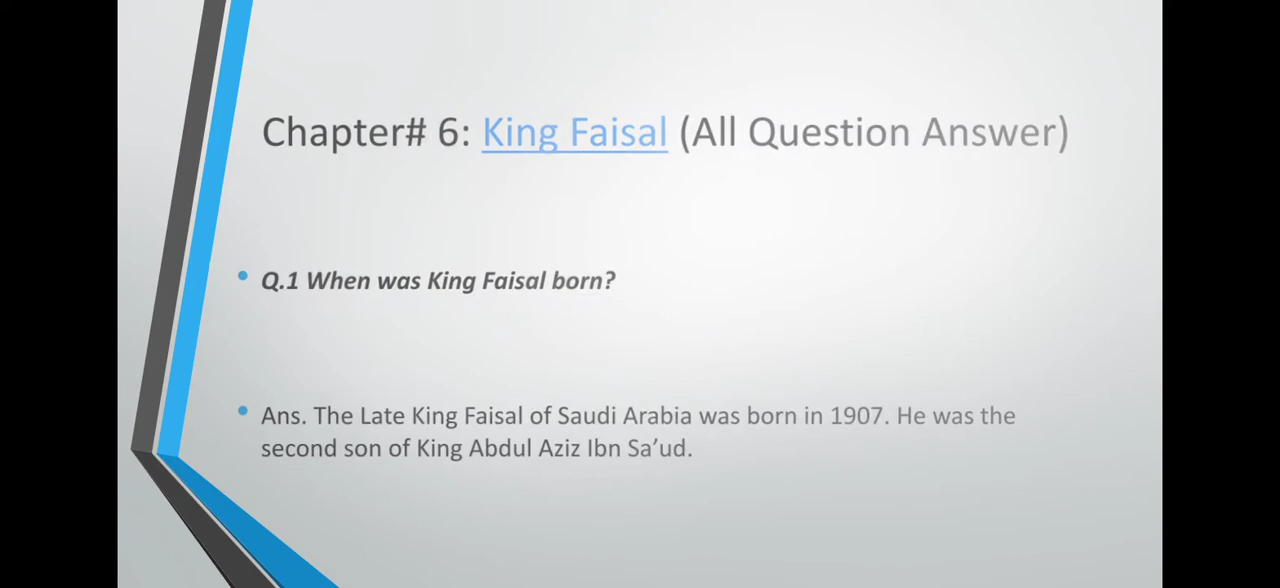 Chapter# 6: King Faisal (All Question Answer)
• Q.1 When was King Faisal born?
• Ans. The Late King Faisal of Saudi Arabia was born in 1907. He was the
second son of King Abdul Aziz Ibn Sa’ud.